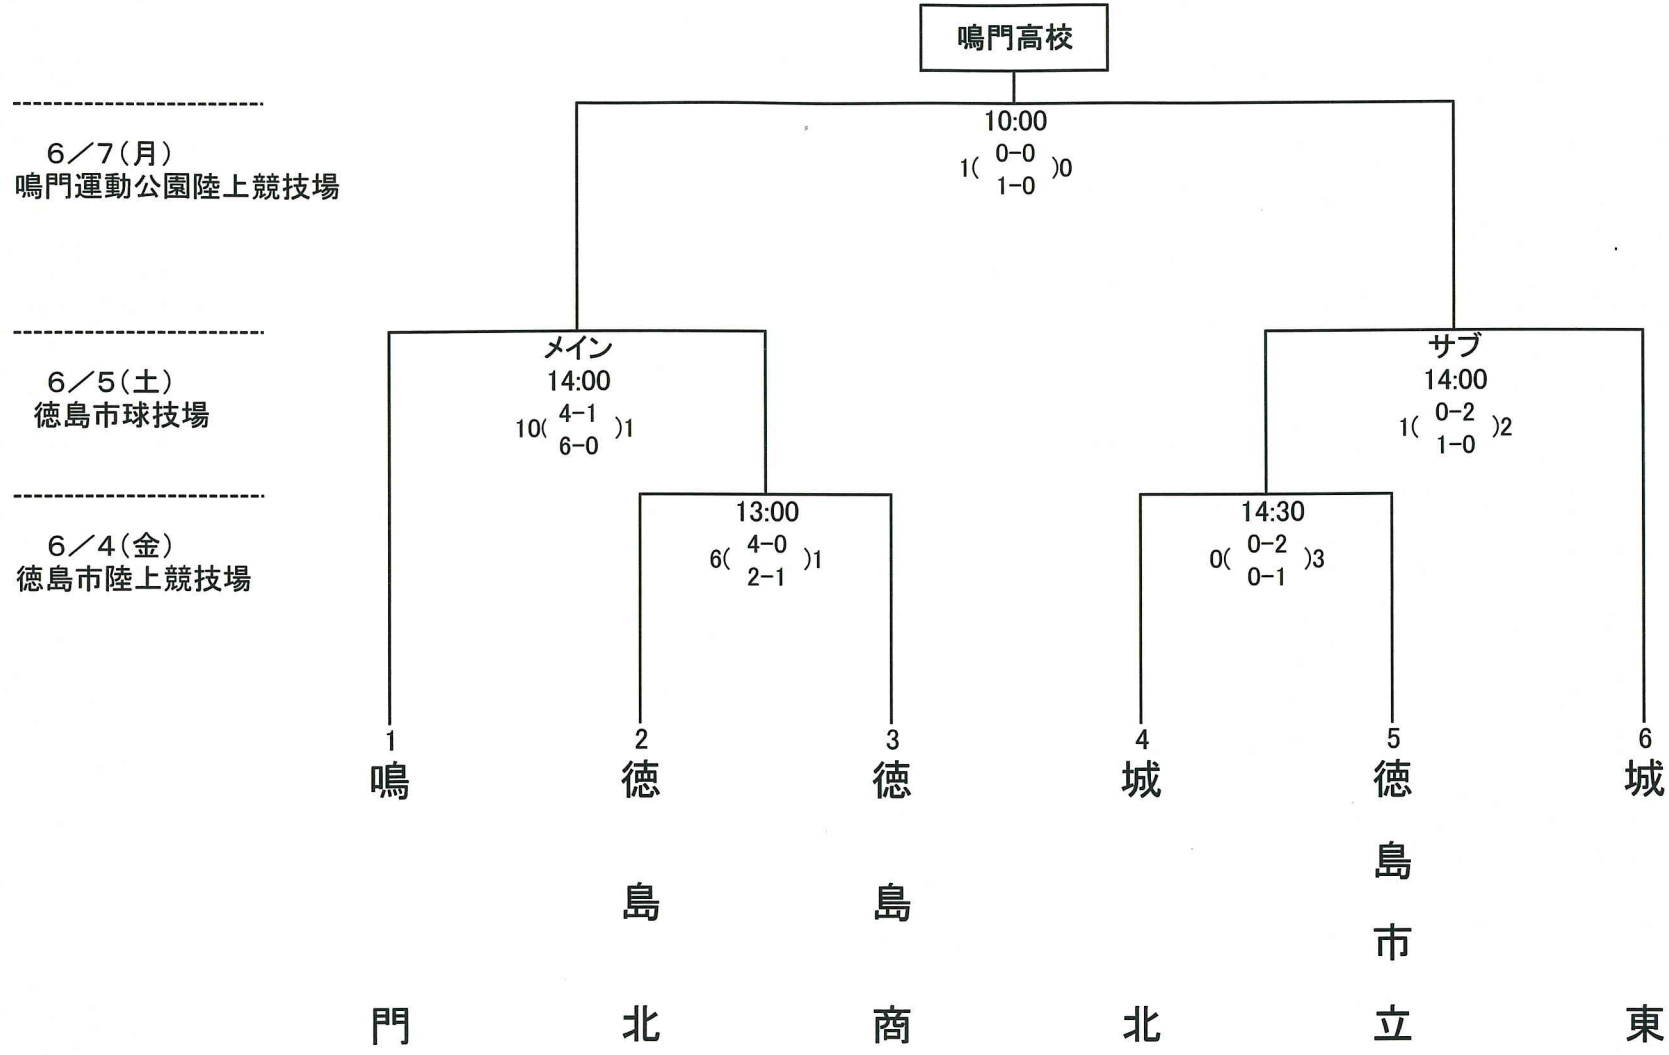 鳴門高校
10:00
6/7(月)
鳴門運動公園陸上競技場
1( 0-0 )0
1-0
メイン
サブ
6/5(土)
徳島市球技場
14:00
10( 4-1 )1
6-0
14:00
1( 0-2 )2
1-0
6/4(金)
徳島市陸上競技場
13:00
6( 4-0 )1
2-1
14:30
0( 0-2 )3
0-1
1
鳴門
2
徳島北
3
徳島商
4
城北
5
徳島市立
6
城東